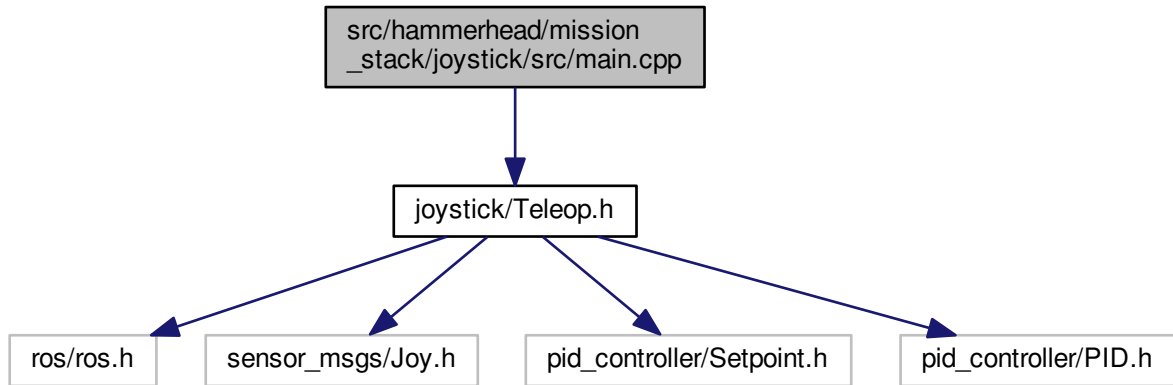 src/hammerhead/mission
_stack/joystick/src/main.cpp
joystick/Teleop.h
ros/ros.h
sensor_msgs/Joy.h
pid_controller/Setpoint.h
pid_controller/PID.h